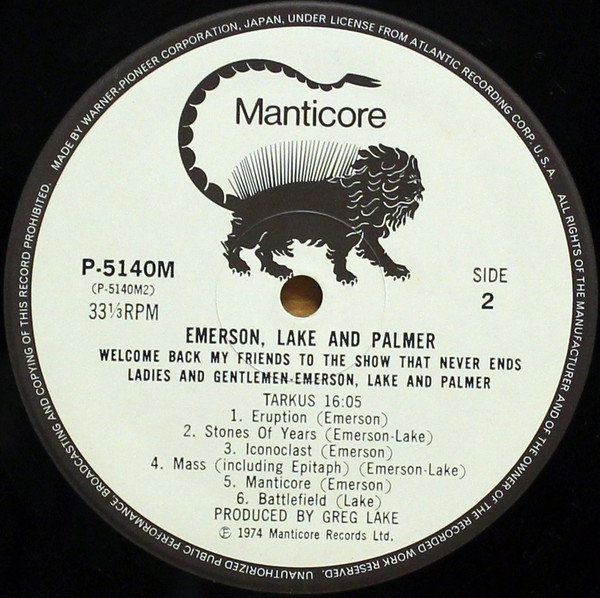 MADE BY WARNER-PIONEER CORPORATION, JAPAN, UNDER LICENSE FROM ATLANTIC RECORDING CORP. U.S.A. ALL RIGHTS OF THE MANUFACTURER AND OF THE OWNER OF THE RECORDED WORK RESERVED. UNAUTHORIZED PUBLIC PERFORMANCE, BROADCASTING AND COPYING OF THIS RECORD PROHIBITED.
Manticore
P-5140M
(P-5140M2)
33⅓RPM
SIDE
2
EMERSON, LAKE AND PALMER
WELCOME BACK MY FRIENDS TO THE SHOW THAT NEVER ENDS
LADIES AND GENTLEMEN-EMERSON, LAKE AND PALMER
TARKUS 16:05
1. Eruption (Emerson)
2. Stones Of Years (Emerson-Lake)
3. Iconoclast (Emerson)
4. Mass (including Epitaph) (Emerson-Lake)
5. Manticore (Emerson)
6. Battlefield (Lake)
PRODUCED BY GREG LAKE
℗ 1974 Manticore Records Ltd.